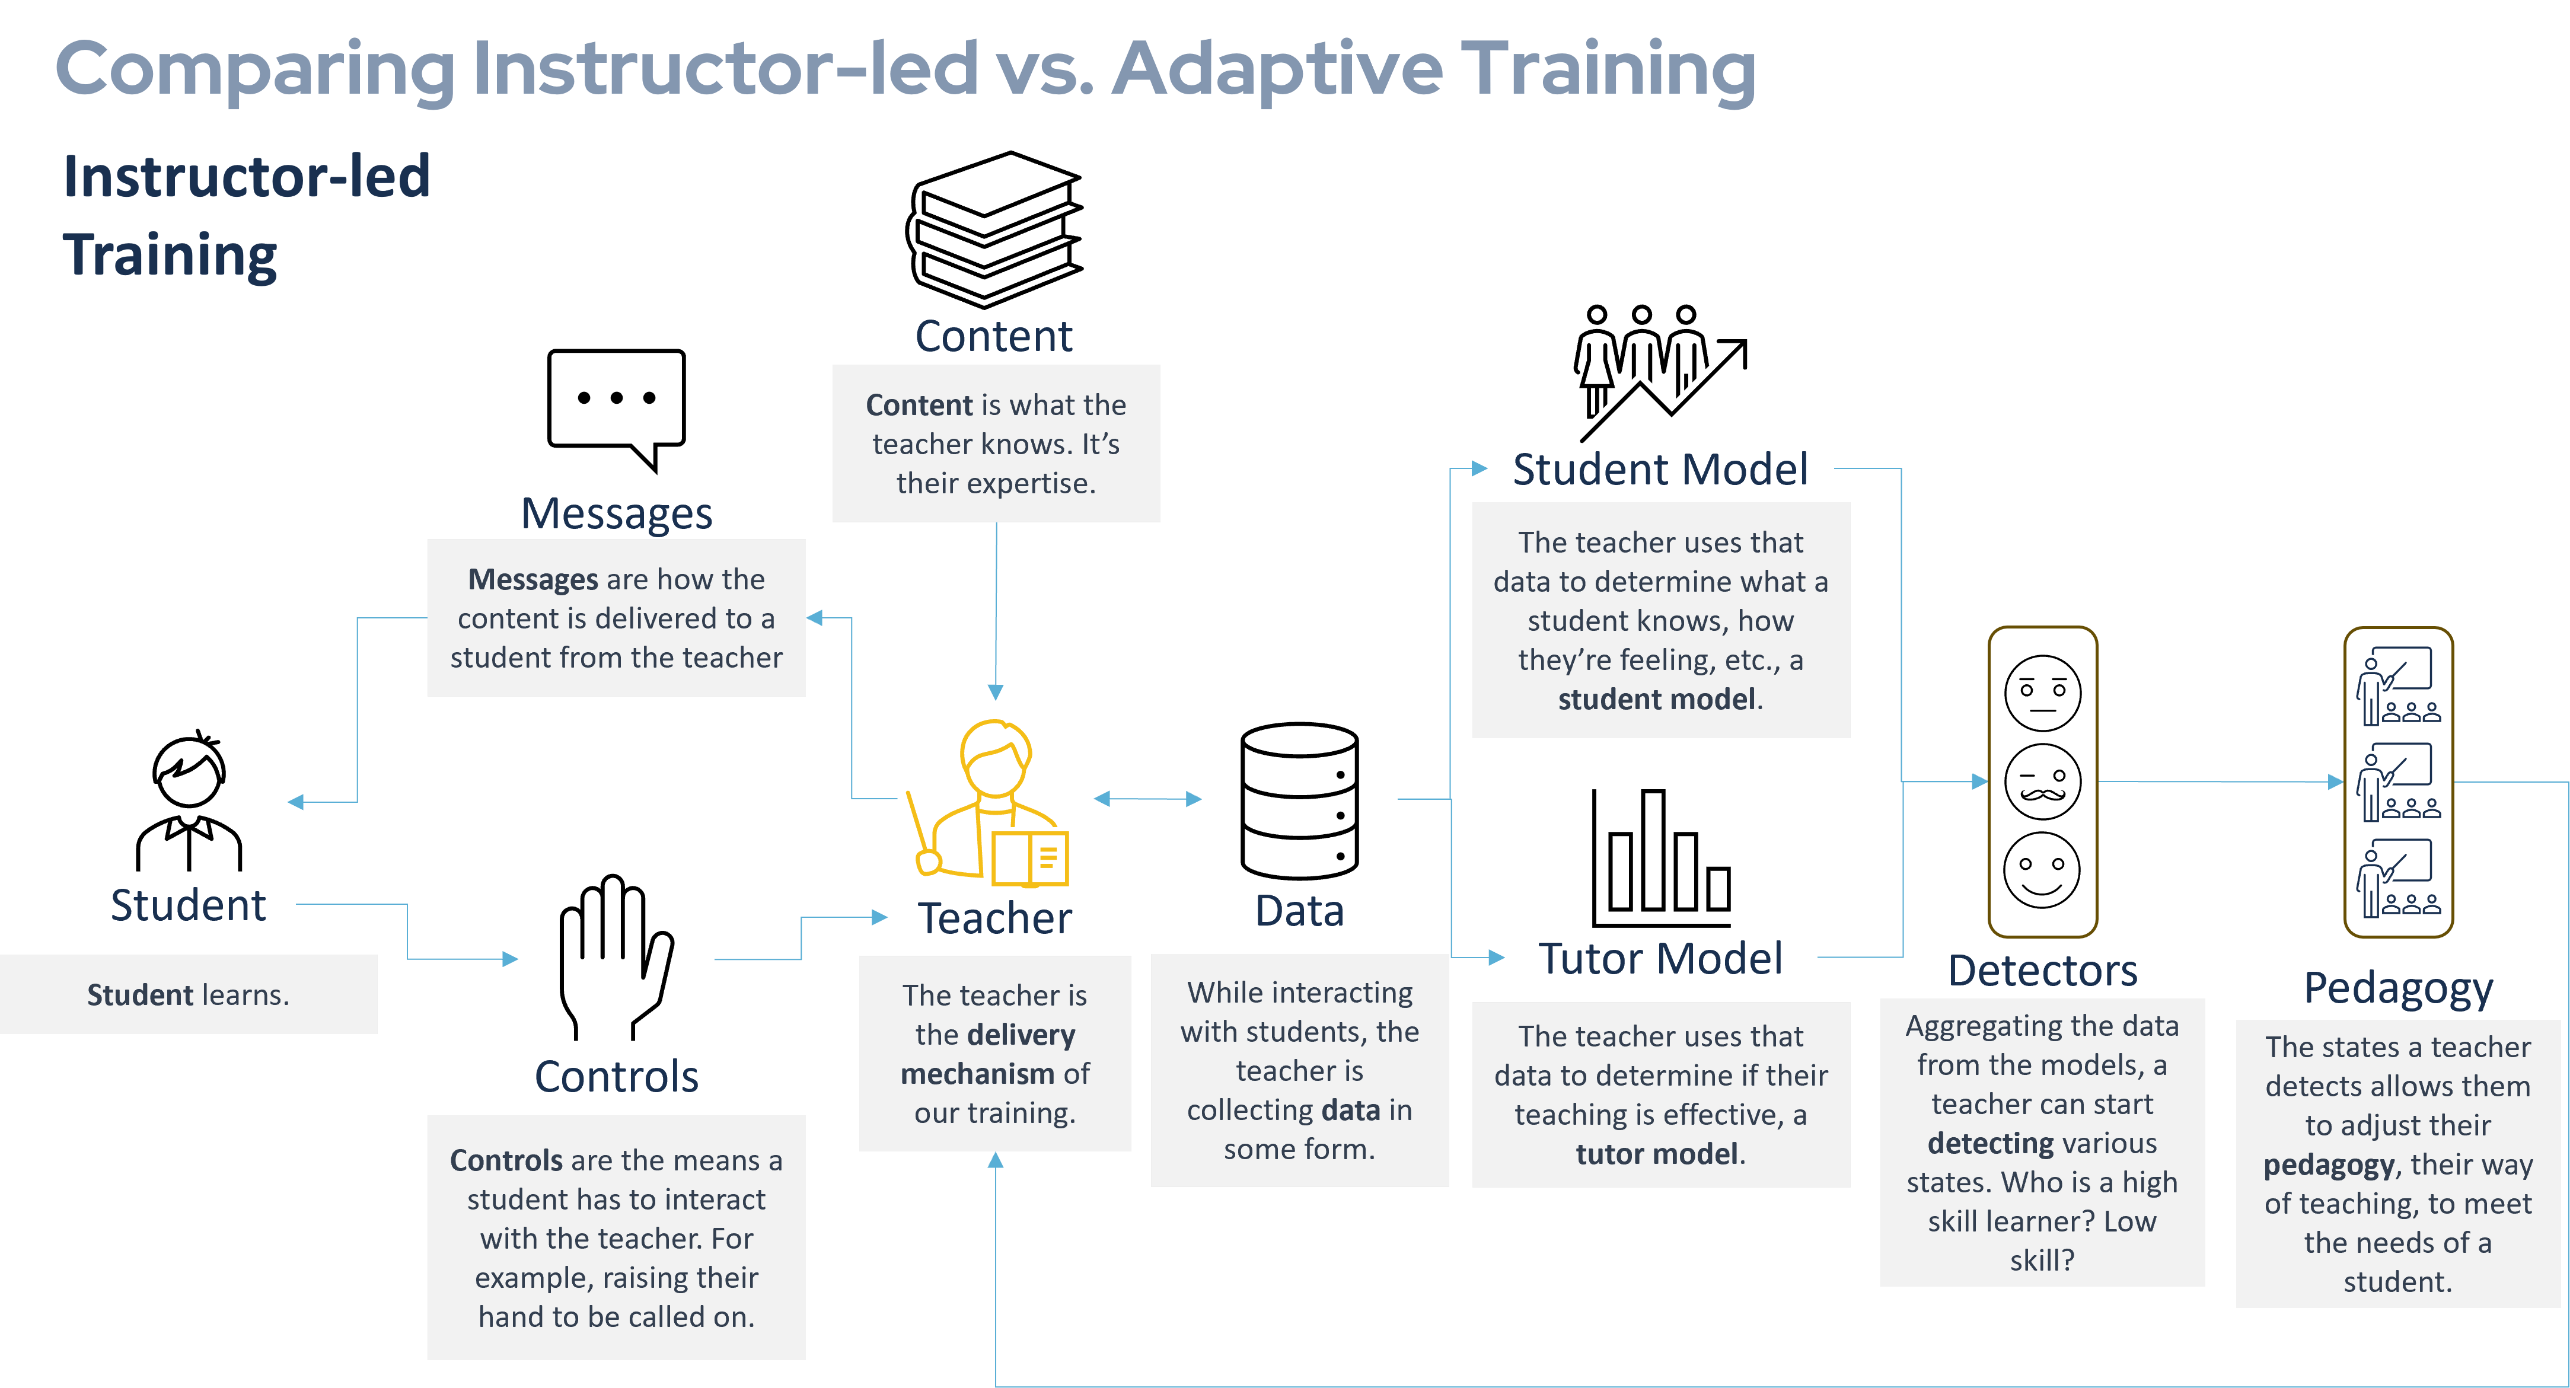 Comparing Instructor-led vs. Adaptive Training
Instructor-led
Training
Content
Content is what the
teacher knows. It's
their expertise.
Messages
Messages are how the
content is delivered to a
student from the teacher
Student
Student learns.
Controls
Controls are the means a
student has to interact
with the teacher. For
example, raising their
hand to be called on.
Teacher
The teacher is
the delivery
mechanism of
our training.
Data
While interacting
with students, the
teacher is
collecting data in
some form.
Student Model
The teacher uses that
data to determine what a
student knows, how
they're feeling, etc., a
student model.
Tutor Model
The teacher uses that
data to determine if their
teaching is effective, a
tutor model.
Detectors
Aggregating the data
from the models, a
teacher can start
detecting various
states. Who is a high
skill learner? Low
skill?
Pedagogy
The states a teacher
detects allows them
to adjust their
pedagogy, their way
of teaching, to meet
the needs of a
student.